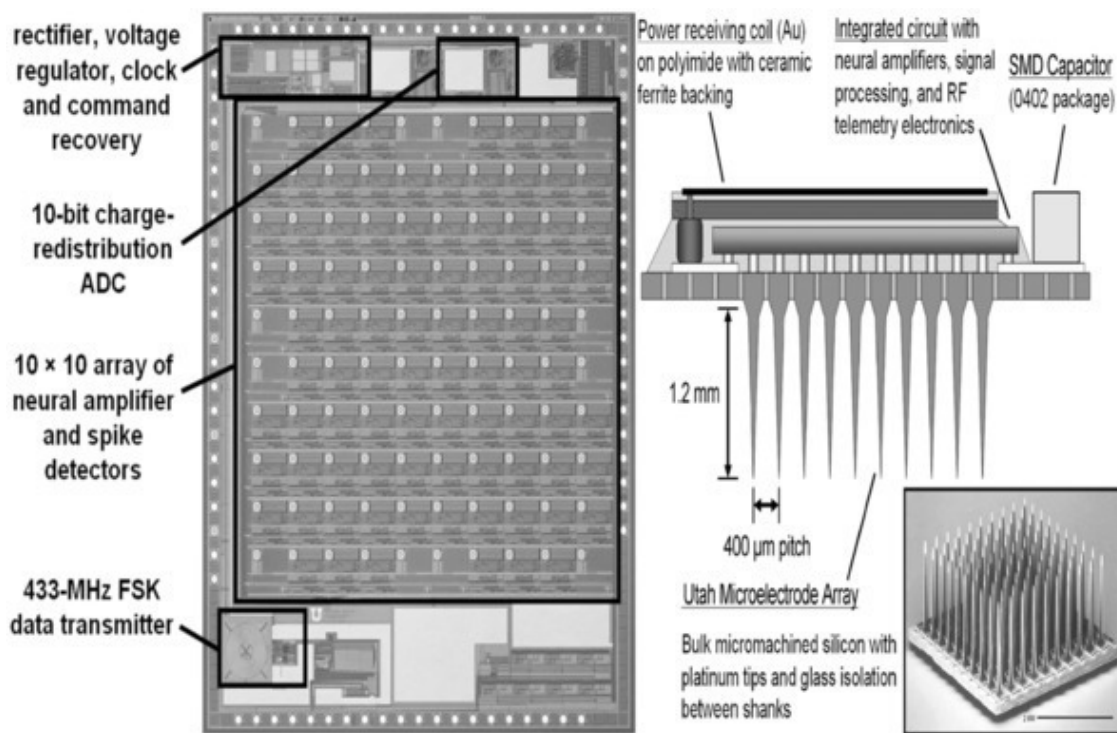 rectifier, voltage
regulator, clock
and command
recovery
10-bit charge-
redistribution
ADC
10 × 10 array of
neural amplifier
and spike
detectors
433-MHz FSK
data transmitter
Power receiving coil (Au)
on polyimide with ceramic
ferrite backing
Integrated circuit with
neural amplifiers, signal
processing, and RF
telemetry electronics
SMD Capacitor
(0402 package)
1.2 mm
400 µm pitch
Utah Microelectrode Array
Bulk micromachined silicon with
platinum tips and glass isolation
between shanks